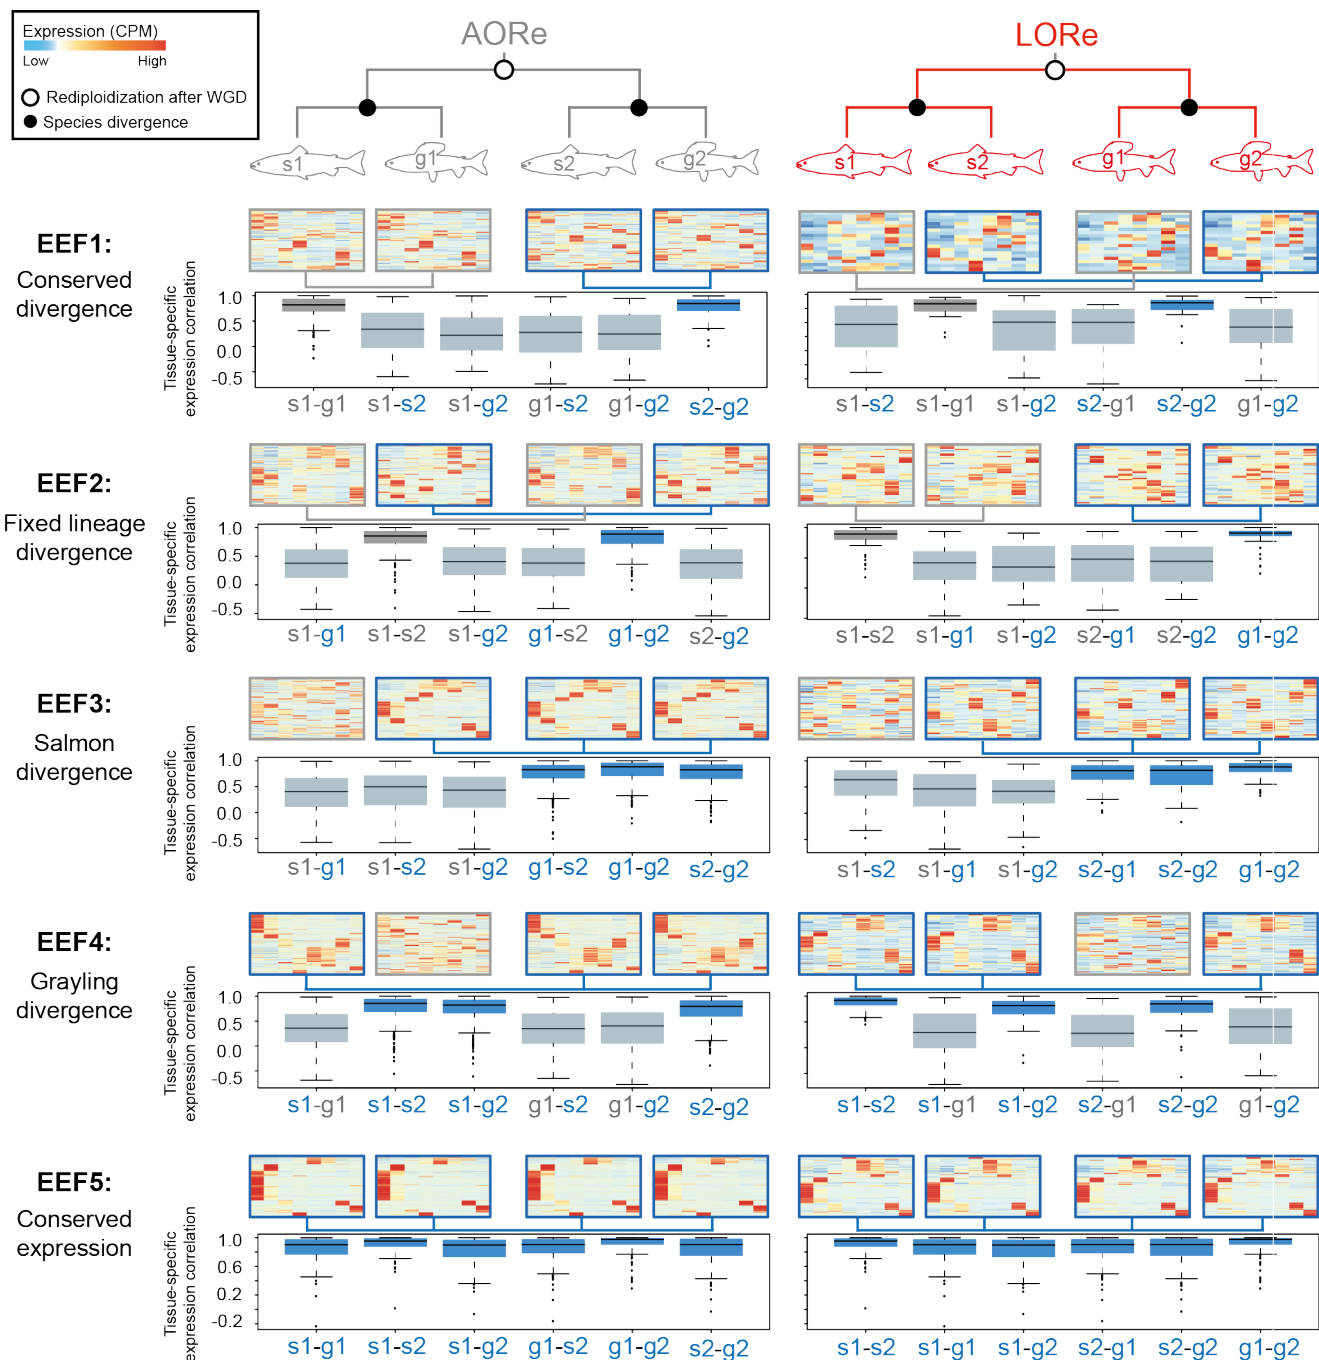 Expression (CPM)
Low High
Rediploidization after WGD
Species divergence
AORe
LORe
s1 g1 s2 g2
s1 s2 g1 g2
EEF1:
Conserved
divergence
Tissue-specific
expression correlation
1.0
0.5
0.0
-0.5
s1-g1 s1-s2 s1-g2 g1-s2 g1-g2 s2-g2
s1-s2 s1-g1 s1-g2 s2-g1 s2-g2 g1-g2
EEF2:
Fixed lineage
divergence
Tissue-specific
expression correlation
1.0
0.5
0.0
-0.5
s1-g1 s1-s2 s1-g2 g1-s2 g1-g2 s2-g2
s1-s2 s1-g1 s1-g2 s2-g1 s2-g2 g1-g2
EEF3:
Salmon
divergence
Tissue-specific
expression correlation
1.0
0.5
0.0
-0.5
s1-g1 s1-s2 s1-g2 g1-s2 g1-g2 s2-g2
s1-s2 s1-g1 s1-g2 s2-g1 s2-g2 g1-g2
EEF4:
Grayling
divergence
Tissue-specific
expression correlation
1.0
0.5
0.0
-0.5
s1-g1 s1-s2 s1-g2 g1-s2 g1-g2 s2-g2
s1-s2 s1-g1 s1-g2 s2-g1 s2-g2 g1-g2
EEF5:
Conserved
expression
Tissue-specific
expression correlation
1.0
0.6
0.2
-0.2
s1-g1 s1-s2 s1-g2 g1-s2 g1-g2 s2-g2
s1-s2 s1-g1 s1-g2 s2-g1 s2-g2 g1-g2